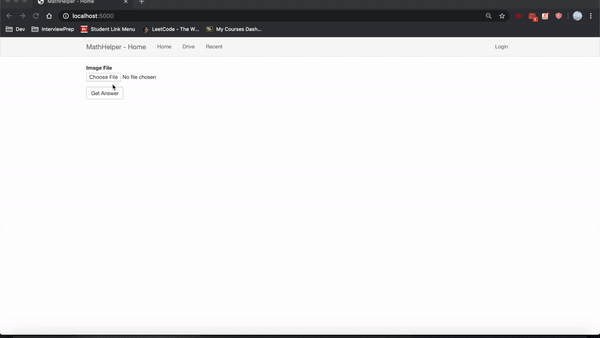 MathHelper - Home
localhost:5000
Dev InterviewPrep Student Link Menu LeetCode - The W... My Courses Dash...
MathHelper - Home Home Drive Recent Login
Image File
Choose File No file chosen
Get Answer